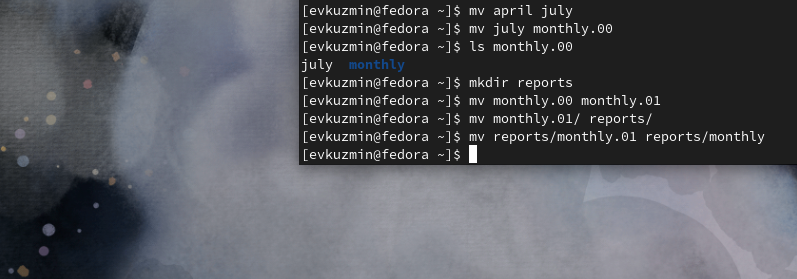 [evkuzmin@fedora ~]$ mv april july
[evkuzmin@fedora ~]$ mv july monthly.00
[evkuzmin@fedora ~]$ ls monthly.00
july  monthly
[evkuzmin@fedora ~]$ mkdir reports
[evkuzmin@fedora ~]$ mv monthly.00 monthly.01
[evkuzmin@fedora ~]$ mv monthly.01/ reports/
[evkuzmin@fedora ~]$ mv reports/monthly.01 reports/monthly
[evkuzmin@fedora ~]$